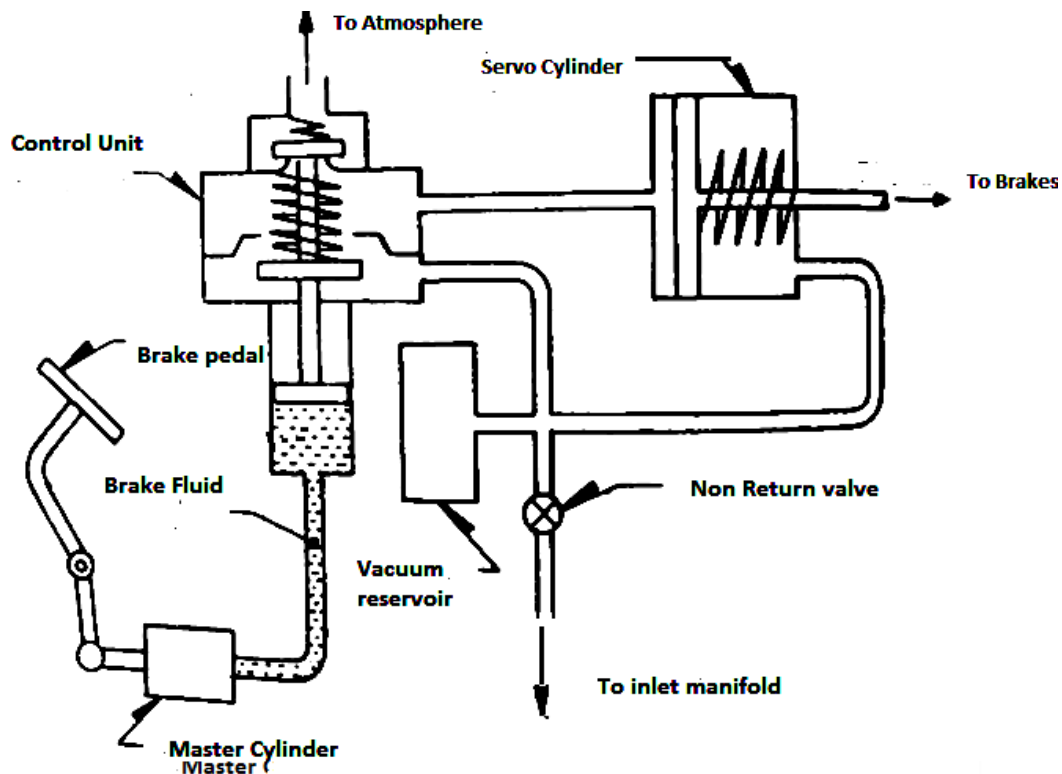 To Atmosphere
Servo Cylinder
Control Unit
To Brakes
Brake pedal
Brake Fluid
Non Return valve
Vacuum
reservoir
To inlet manifold
Master Cylinder
Master